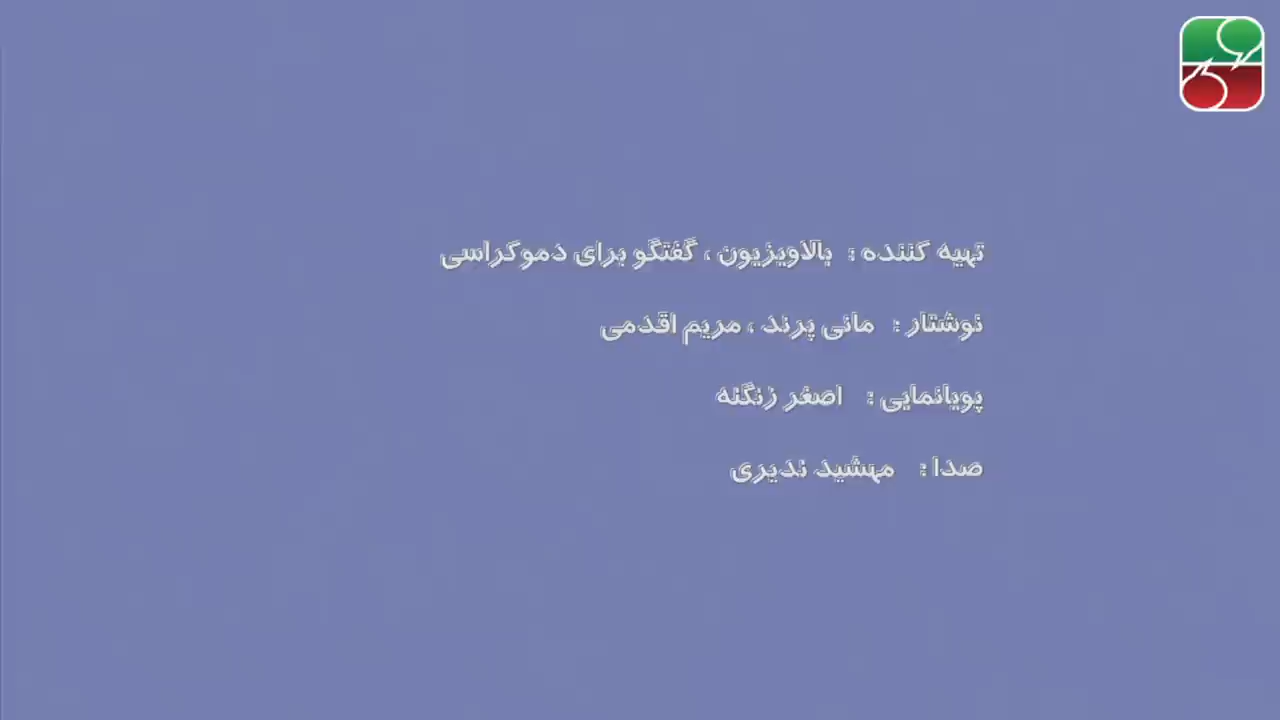 تهیه کننده : بالاویزیون ، گفتگو برای دموکراسی
نوشتار : مانی پرند ، مریم اقدمی
پویانمایی : اصغر زنگنه
صدا : مهشید ندیری